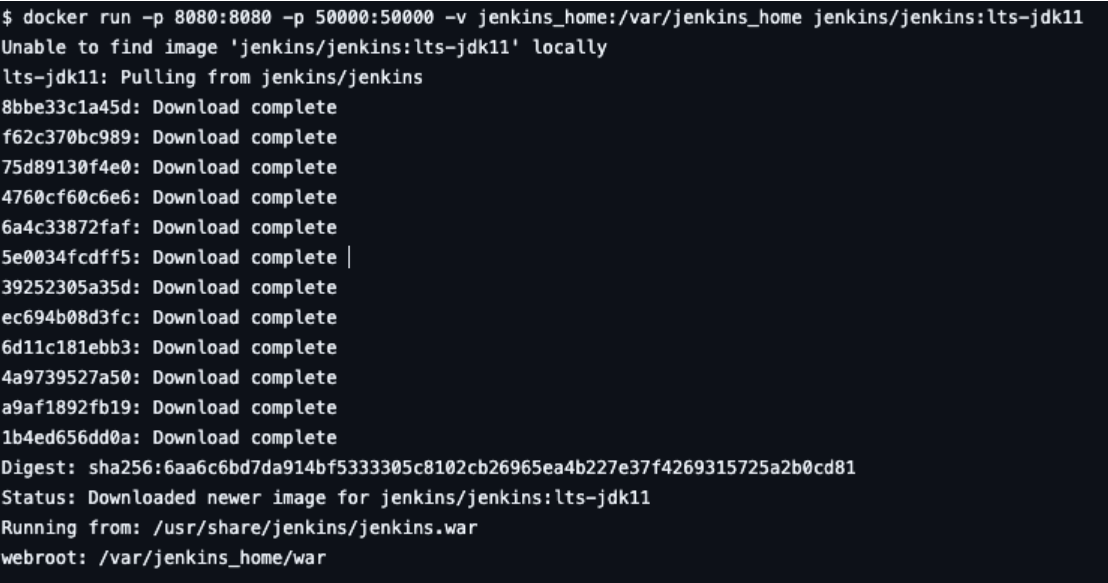 $ docker run -p 8080:8080 -p 50000:50000 -v jenkins_home:/var/jenkins_home jenkins/jenkins:lts-jdk11
Unable to find image 'jenkins/jenkins:lts-jdk11' locally
lts-jdk11: Pulling from jenkins/jenkins
8bbe33c1a45d: Download complete
f62c370bc989: Download complete
75d89130f4e0: Download complete
4760cf60c6e6: Download complete
6a4c33872faf: Download complete
5e0034fcdff5: Download complete
39252305a35d: Download complete
ec694b08d3fc: Download complete
6d11c181ebb3: Download complete
4a9739527a50: Download complete
a9af1892fb19: Download complete
1b4ed656dd0a: Download complete
Digest: sha256:6aa6c6bd7da914bf5333305c8102cb26965ea4b227e37f4269315725a2b0cd81
Status: Downloaded newer image for jenkins/jenkins:lts-jdk11
Running from: /usr/share/jenkins/jenkins.war
webroot: /var/jenkins_home/war